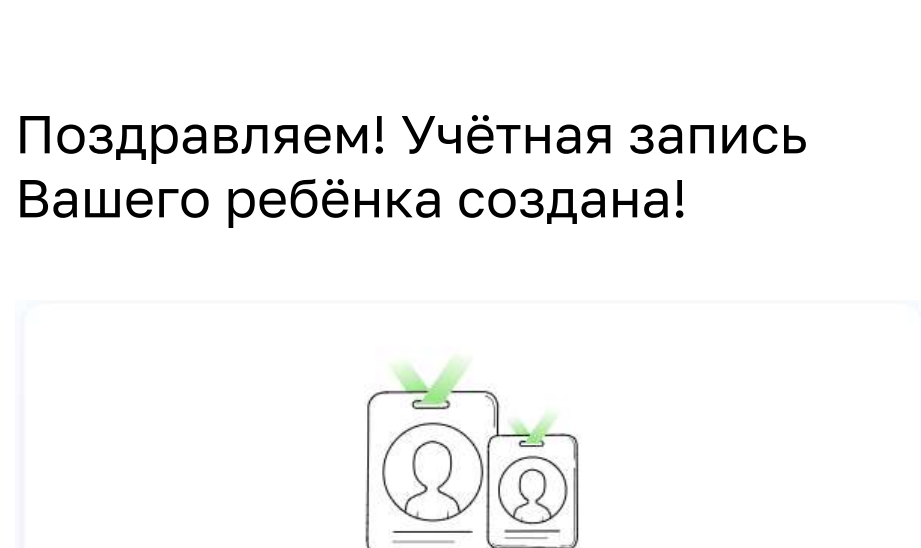 Поздравляем! Учётная запись
Вашего ребёнка создана!